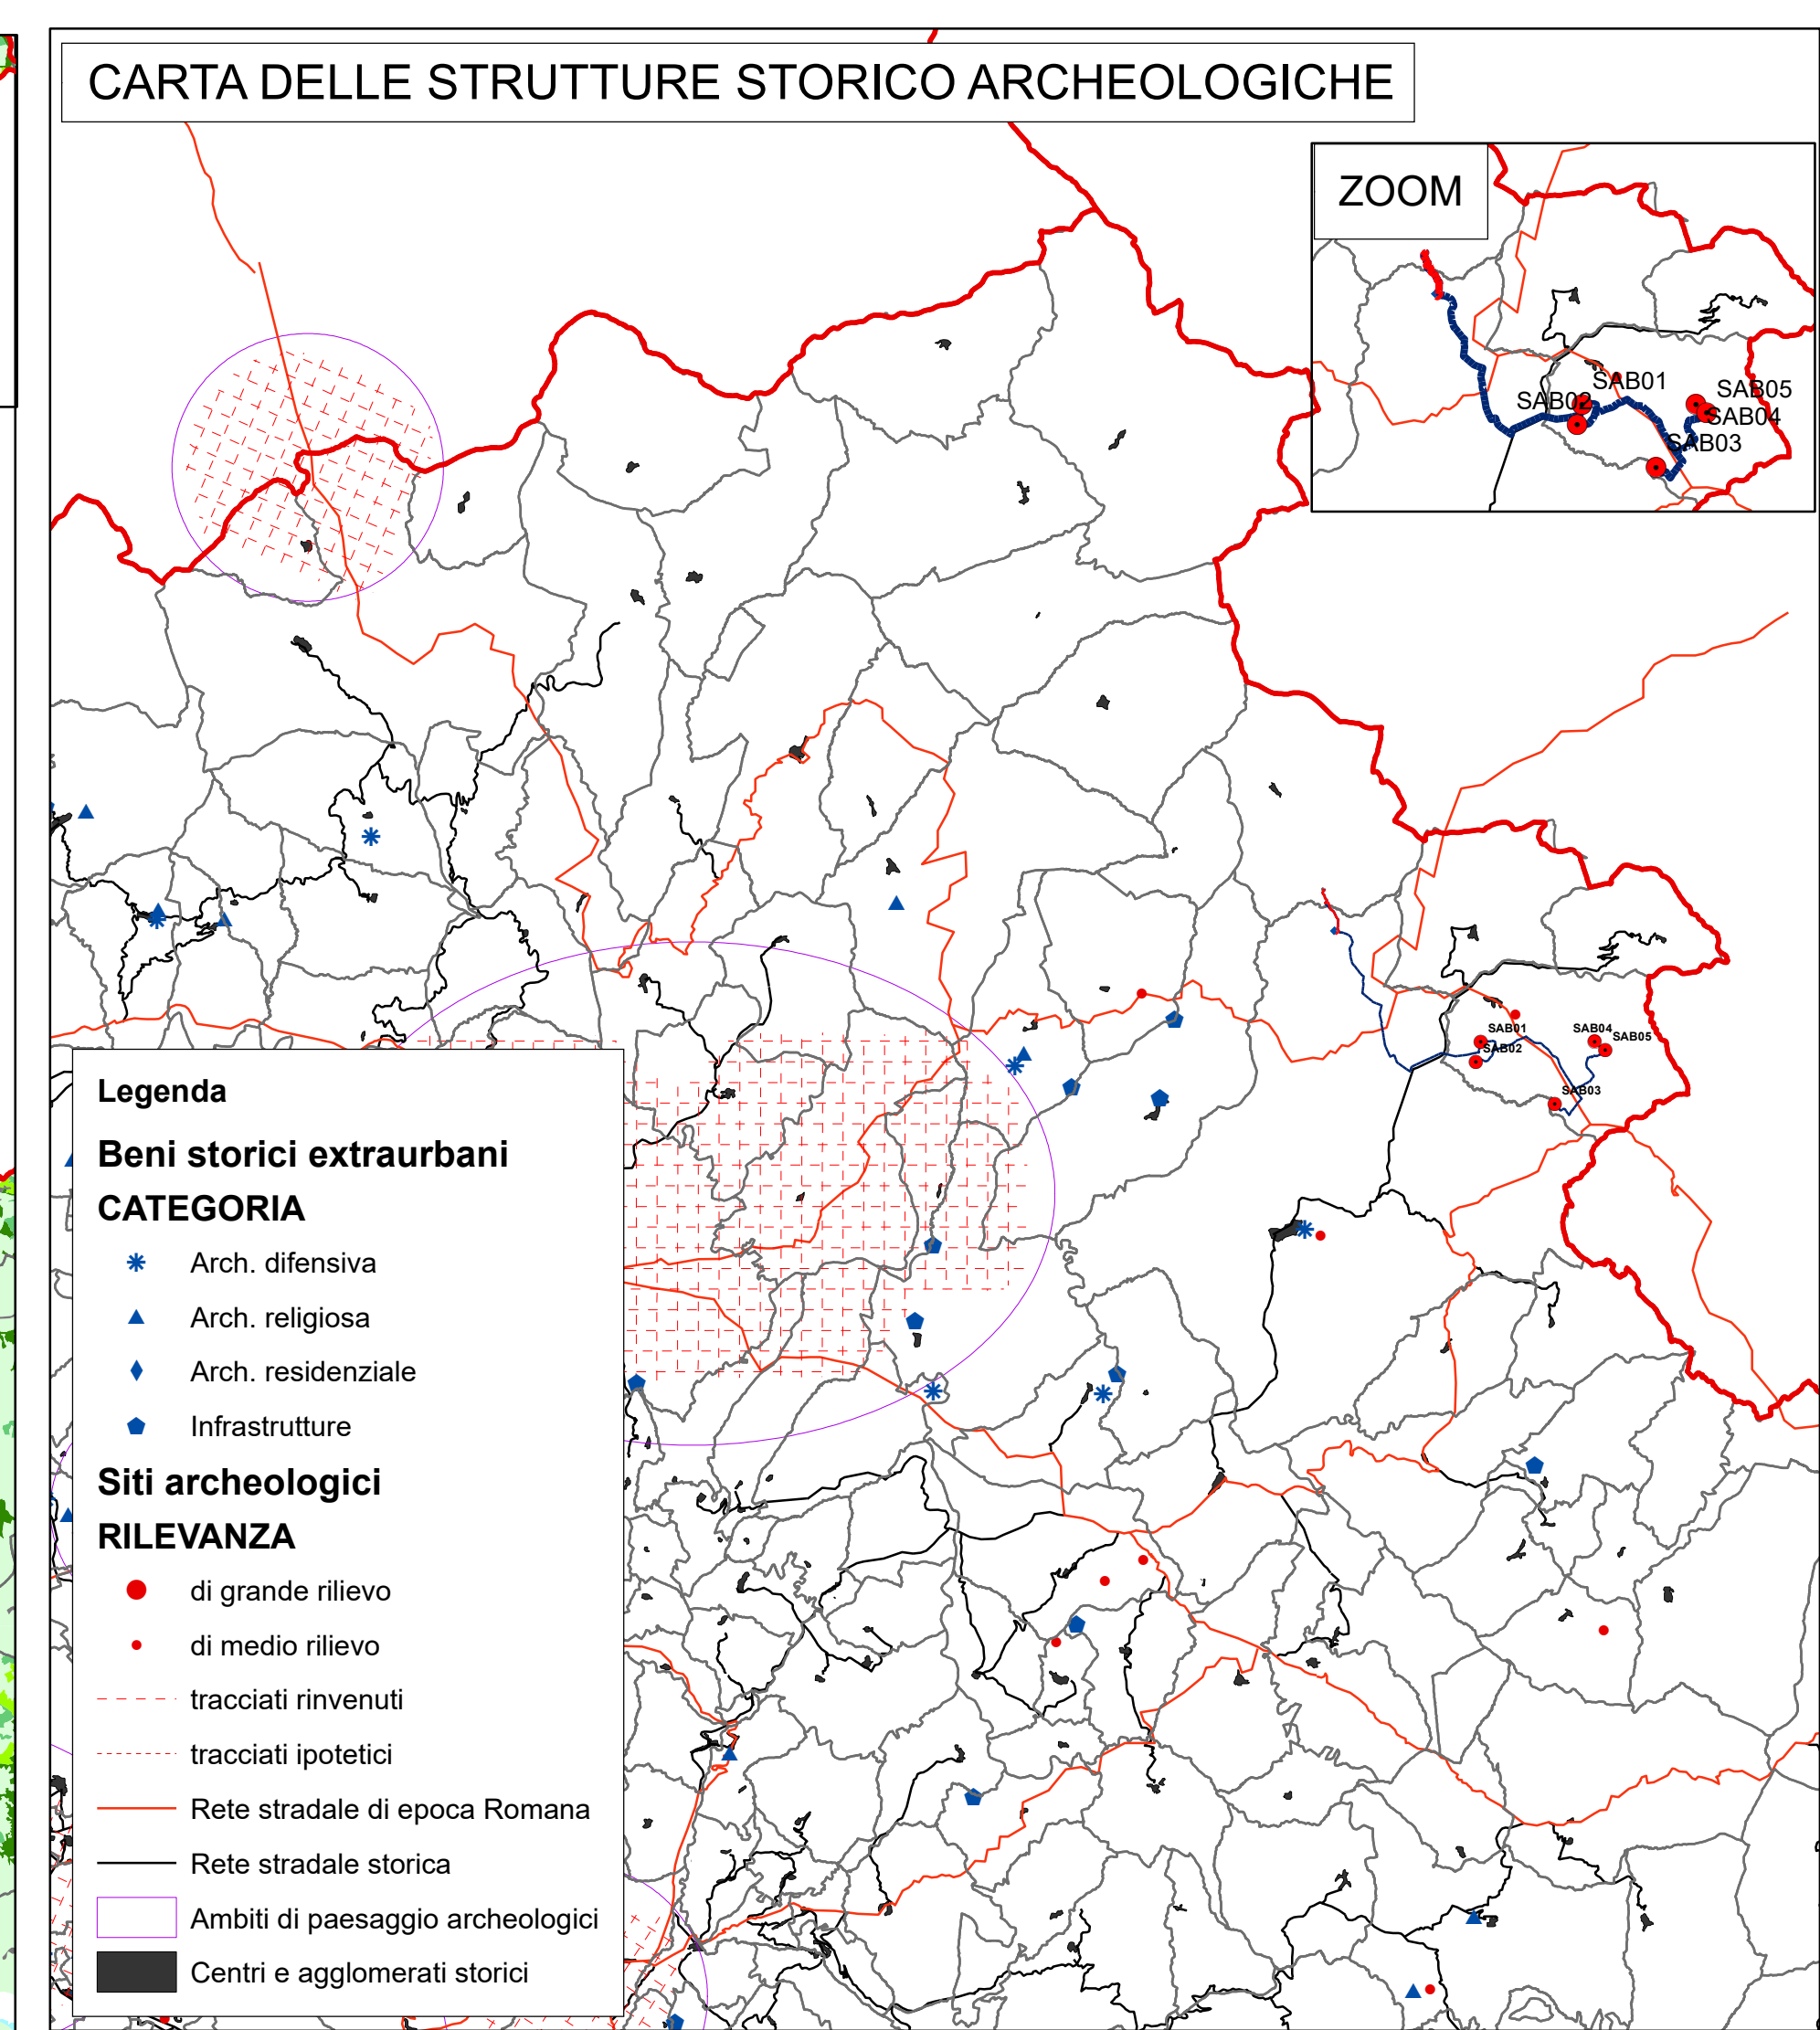 CARTA DELLE STRUTTURE STORICO ARCHEOLOGICHE
ZOOM
SAB01
SAB02
SAB05
SAB04
SAB03
SAB01
SAB02
SAB04
SAB05
SAB03
Legenda
Beni storici extraurbani
CATEGORIA
Arch. difensiva
Arch. religiosa
Arch. residenziale
Infrastrutture
Siti archeologici
RILEVANZA
di grande rilievo
di medio rilievo
tracciati rinvenuti
tracciati ipotetici
Rete stradale di epoca Romana
Rete stradale storica
Ambiti di paesaggio archeologici
Centri e agglomerati storici